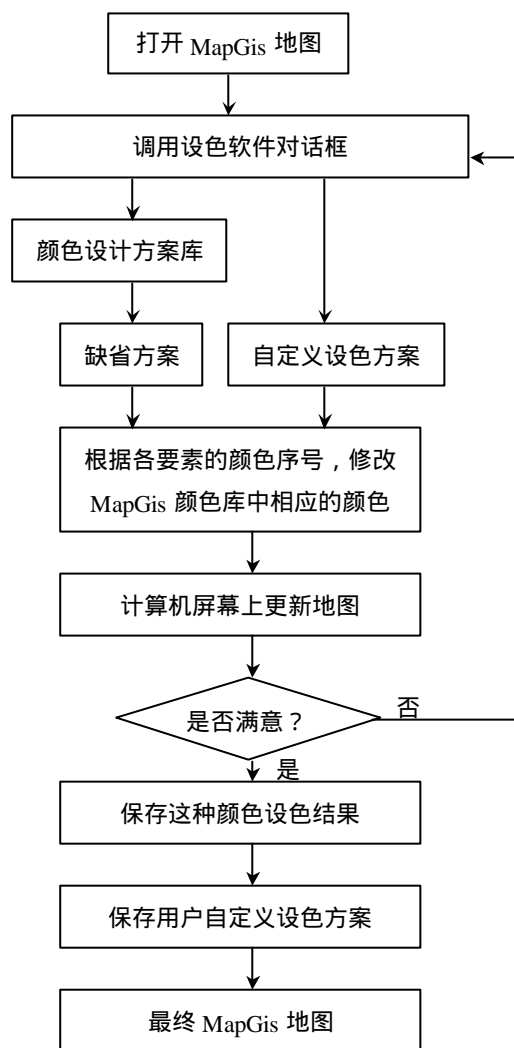 打开 MapGis 地图
调用设色软件对话框
颜色设计方案库
缺省方案
自定义设色方案
根据各要素的颜色序号，修改
MapGis 颜色库中相应的颜色
计算机屏幕上更新地图
是否满意？
否
是
保存这种颜色设色结果
保存用户自定义设色方案
最终 MapGis 地图